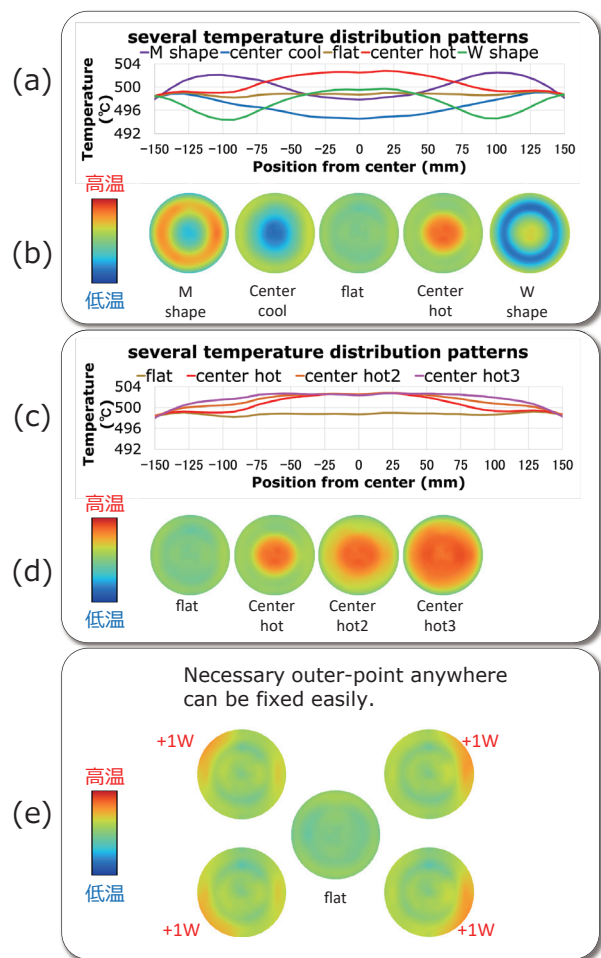 (a)
several temperature distribution patterns
M shape center cool flat center hot W shape
Temperature
(℃)
504
500
496
492
−150 −125 −100 −75 −50 −25 0 25 50 75 100 125 150
Position from center (mm)
(b)
高温
低温
M
shape
Center
cool
flat
Center
hot
W
shape
(c)
several temperature distribution patterns
flat center hot center hot2 center hot3
Temperature
(℃)
504
500
496
492
−150 −125 −100 −75 −50 −25 0 25 50 75 100 125 150
Position from center (mm)
(d)
高温
低温
flat
Center
hot
Center
hot2
Center
hot3
Necessary outer-point anywhere
can be fixed easily.
(e)
高温
低温
+1W
+1W
flat
+1W
+1W